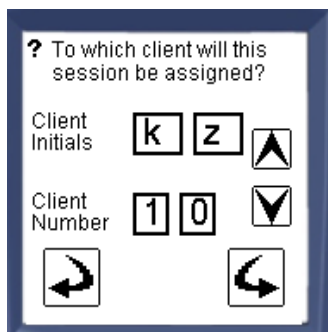 ? To which client will this
session be assigned?
Client
Initials
k z
Client
Number
1 0